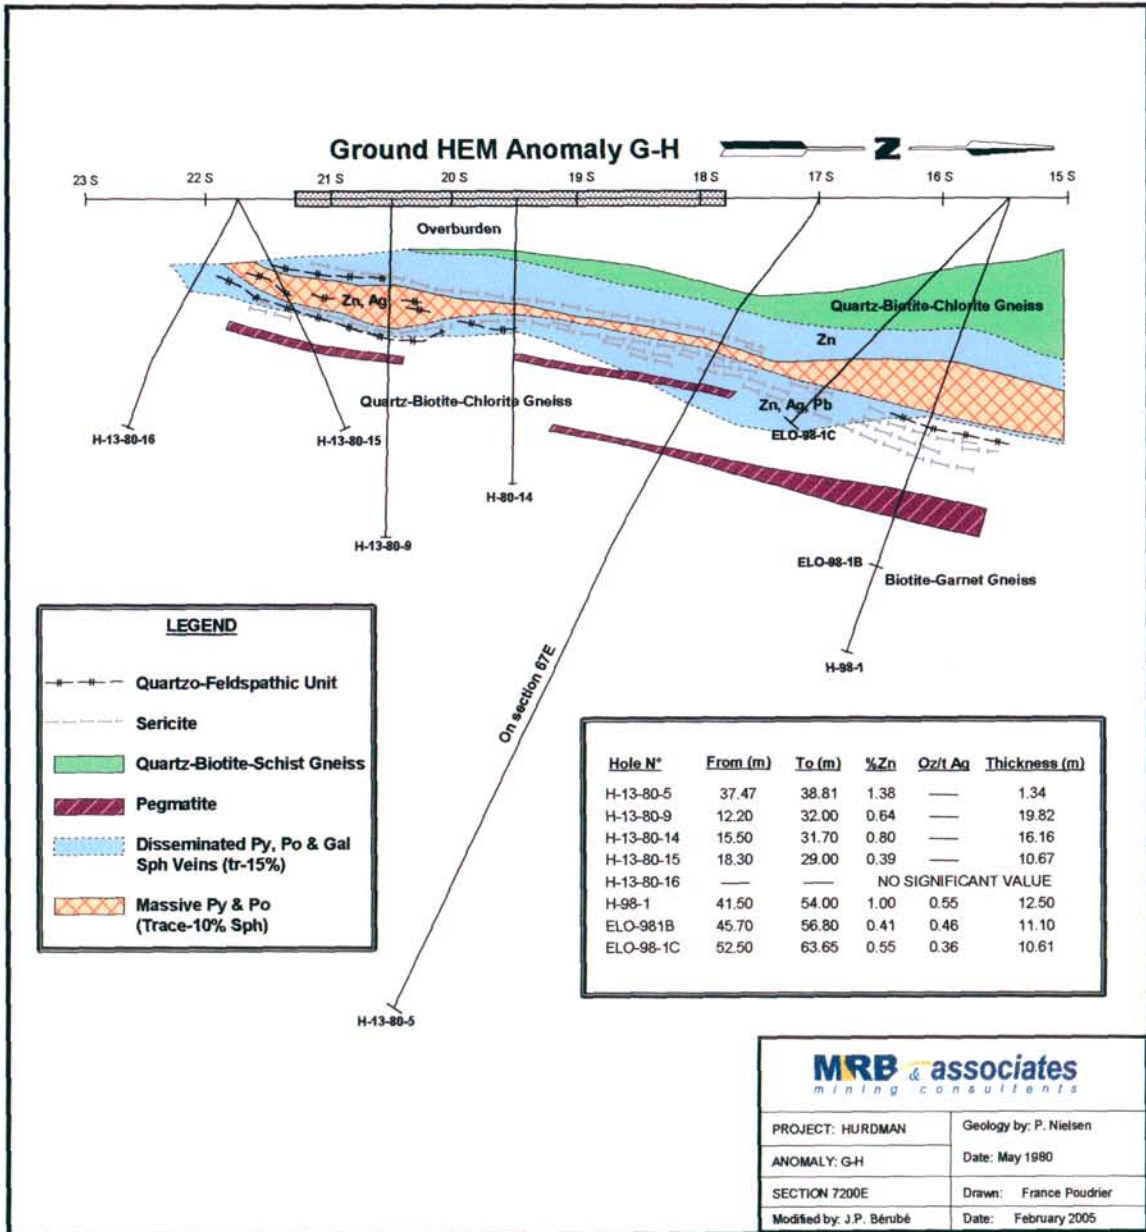 Ground HEM Anomaly G-H
N
23 S 22 S 21 S 20 S 19 S 18 S 17 S 16 S 15 S
Overburden
Quartz-Biotite-Chlorite Gneiss
Zn, Ag
Zn
Quartz-Biotite-Chlorite Gneiss
Zn, Ag, Pb
H-13-80-16
H-13-80-15
ELO-98-1C
H-80-14
H-13-80-9
ELO-98-1B
Biotite-Garnet Gneiss
On section 67E
H-98-1
H-13-80-5
LEGEND
Quartzo-Feldspathic Unit
Sericite
Quartz-Biotite-Schist Gneiss
Pegmatite
Disseminated Py, Po & Gal
Sph Veins (tr-15%)
Massive Py & Po
(Trace-10% Sph)
Hole N° From (m) To (m) %Zn Oz/t Ag Thickness (m)
H-13-80-5 37.47 38.81 1.38 — 1.34
H-13-80-9 12.20 32.00 0.64 — 19.82
H-13-80-14 15.50 31.70 0.80 — 16.16
H-13-80-15 18.30 29.00 0.39 — 10.67
H-13-80-16 — — NO SIGNIFICANT VALUE
H-98-1 41.50 54.00 1.00 0.55 12.50
ELO-981B 45.70 56.80 0.41 0.46 11.10
ELO-98-1C 52.50 63.65 0.55 0.36 10.61
MRB & associates
mining consultants
PROJECT: HURDMAN
Geology by: P. Nielsen
ANOMALY: G-H
Date: May 1980
SECTION 7200E
Drawn: France Poudrier
Modified by: J.P. Bérubé
Date: February 2005